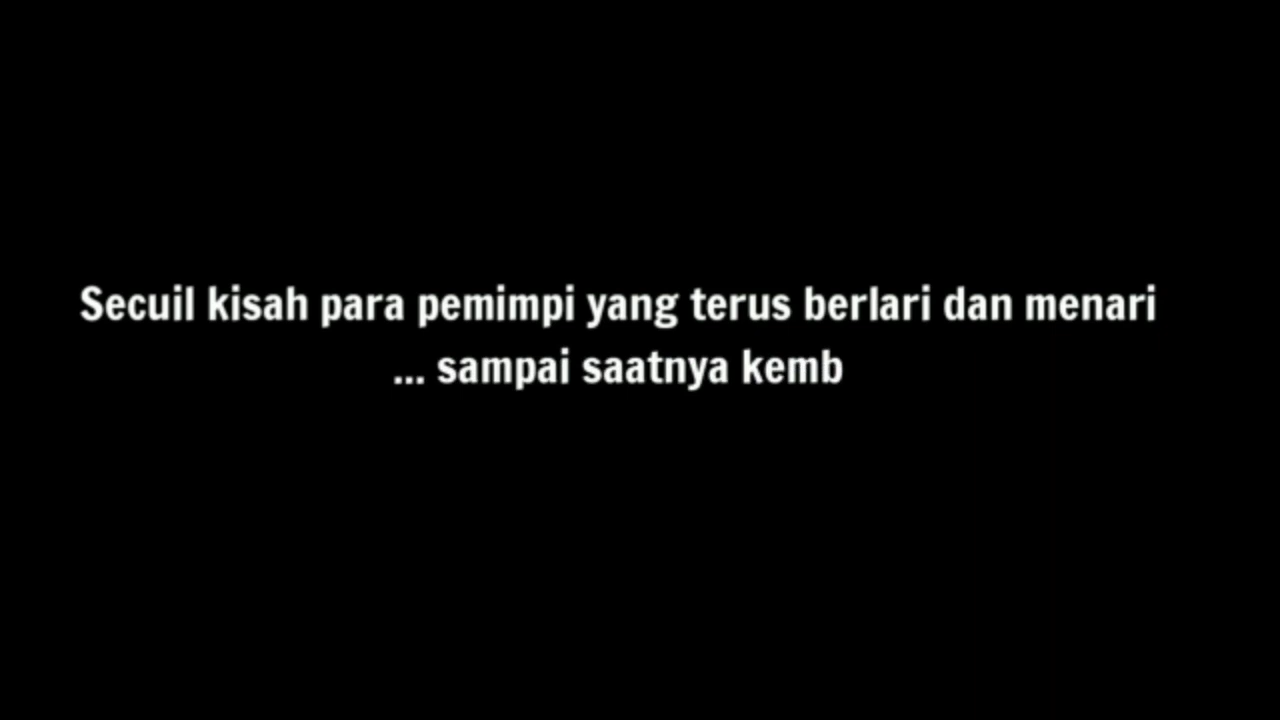 Secuil kisah para pemimpi yang terus berlari dan menari
... sampai saatnya kemb